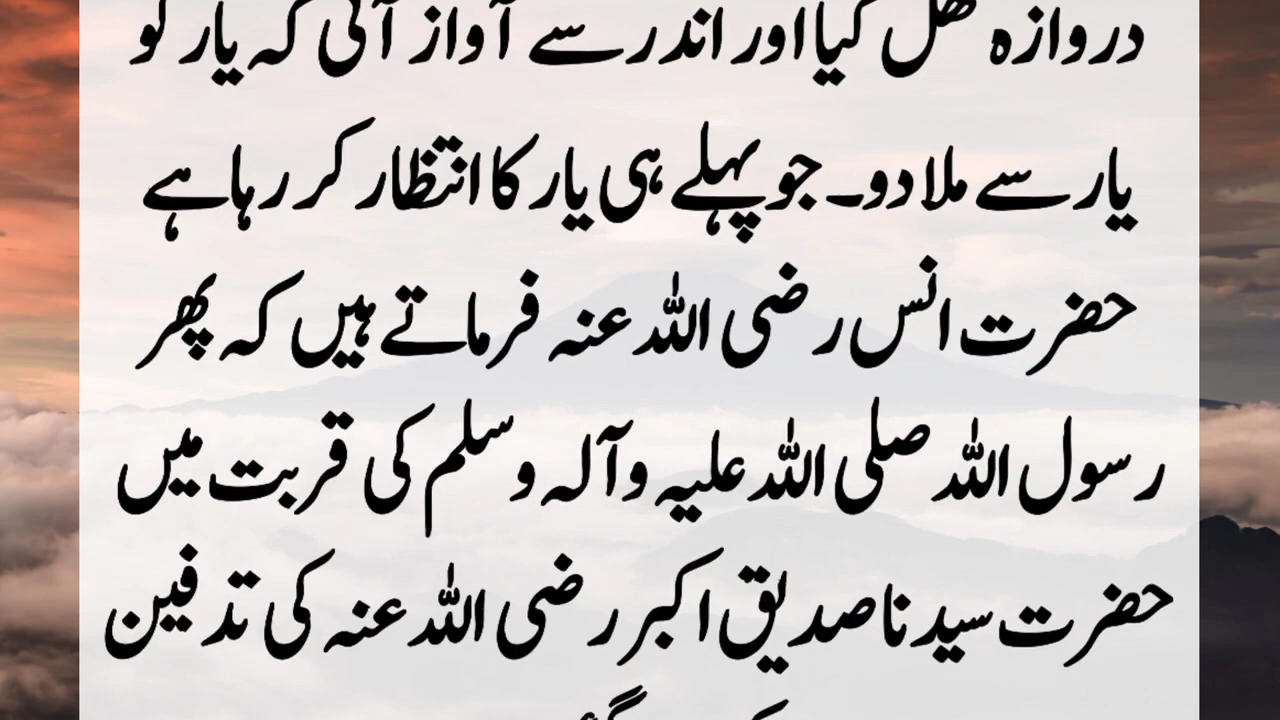 دروازہ کھل گیا اور اندر سے آواز آئی کہ یار کو
یار سے ملا دو۔ جو پہلے ہی یار کا انتظار کر رہا ہے
حضرت انس رضی اللہ عنہ فرماتے ہیں کہ پھر
رسول اللہ صلی اللہ علیہ وآلہ وسلم کی قربت میں
حضرت سیدنا صدیق اکبر رضی اللہ عنہ کی تدفین